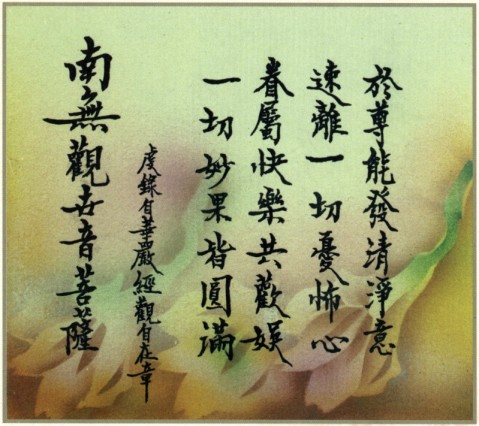 於尊能發清淨意
速離一切憂怖心
眷屬快樂共歡娛
一切妙果皆圓滿
虔錄自華嚴經觀自在章
南無觀世音菩薩